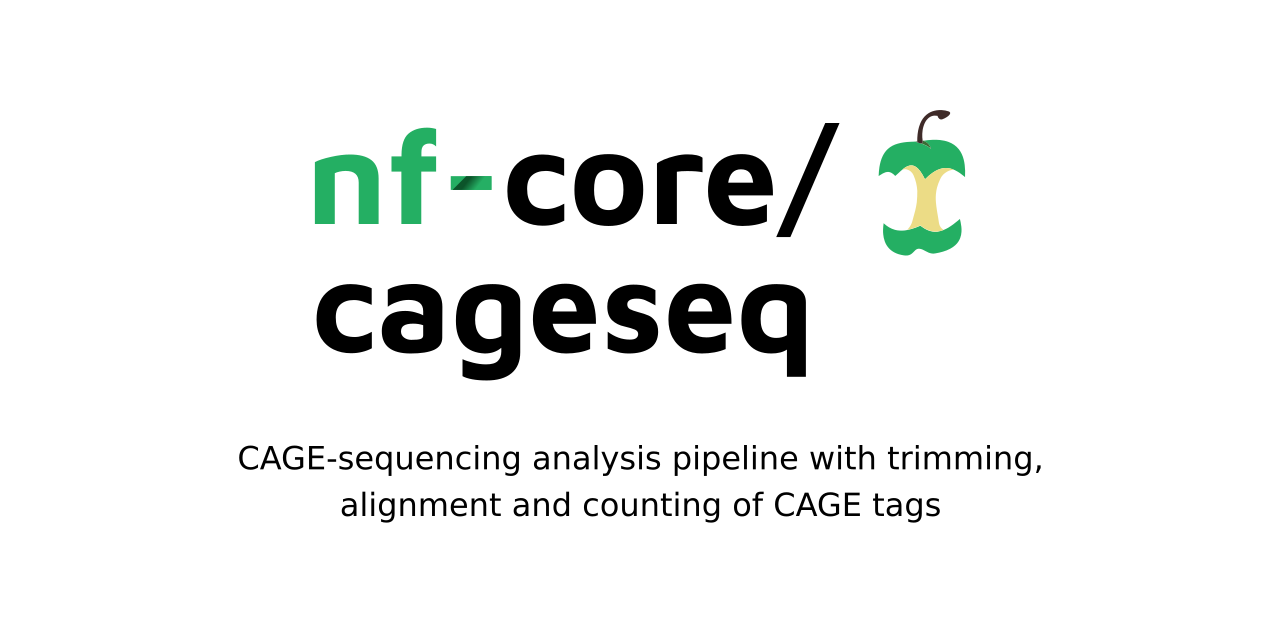 nf-core/
cageseq
CAGE-sequencing analysis pipeline with trimming,
alignment and counting of CAGE tags